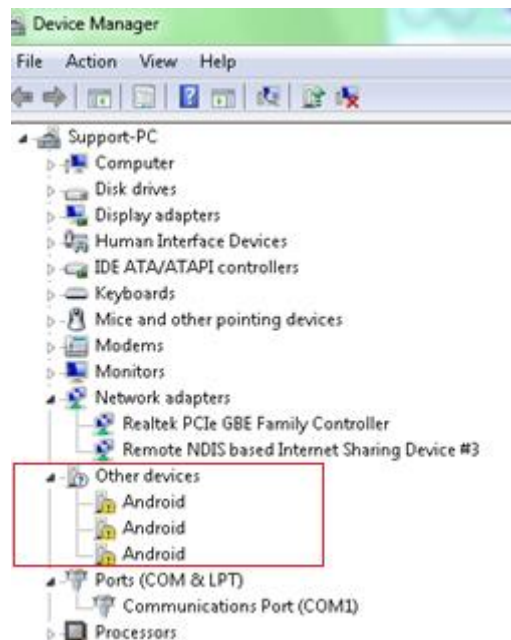 Device Manager
File Action View Help
Support-PC
Computer
Disk drives
Display adapters
Human Interface Devices
IDE ATA/ATAPI controllers
Keyboards
Mice and other pointing devices
Modems
Monitors
Network adapters
Realtek PCIe GBE Family Controller
Remote NDIS based Internet Sharing Device #3
Other devices
Android
Android
Android
Ports (COM & LPT)
Communications Port (COM1)
Processors